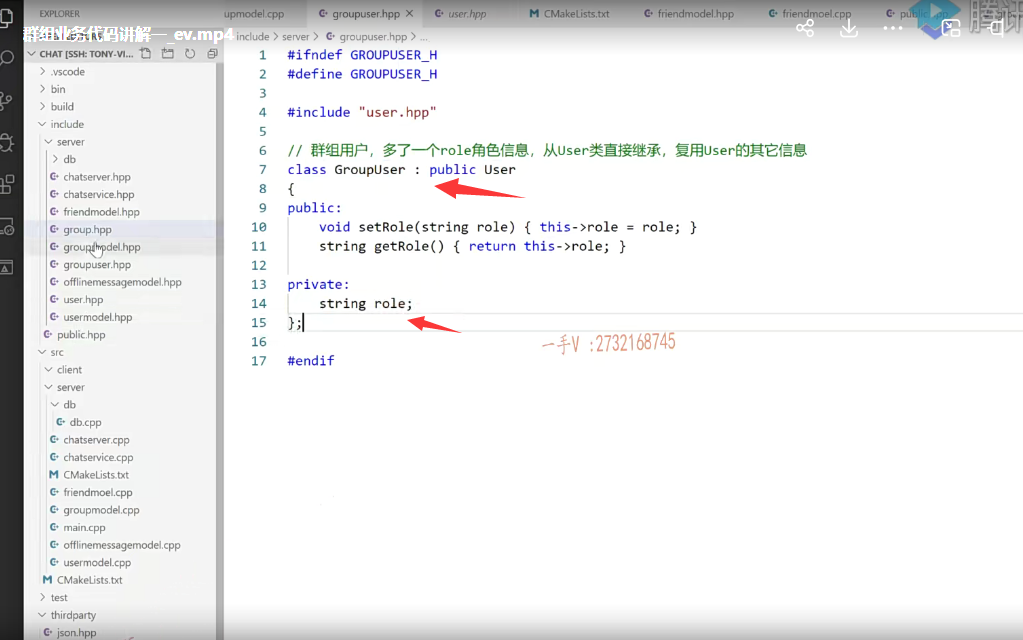 EXPLORER
upmodel.cpp
groupuser.hpp
user.hpp
CMakeLists.txt
friendmodel.hpp
friendmoel.cpp
群组业务代码讲解一_ev.mp4
include > server > groupuser.hpp > ...
CHAT [SSH: TONY-VI...
.vscode
bin
build
include
server
db
chatserver.hpp
chatservice.hpp
friendmodel.hpp
group.hpp
groupmodel.hpp
groupuser.hpp
offlinemessagemodel.hpp
user.hpp
usermodel.hpp
public.hpp
src
client
server
db
db.cpp
chatserver.cpp
chatservice.cpp
CMakeLists.txt
friendmoel.cpp
groupmodel.cpp
main.cpp
offlinemessagemodel.cpp
usermodel.cpp
CMakeLists.txt
test
thirdparty
json.hpp
1 #ifndef GROUPUSER_H
2 #define GROUPUSER_H
3
4 #include "user.hpp"
5
6 // 群组用户，多了一个role角色信息，从User类直接继承，复用User的其它信息
7 class GroupUser : public User
8 {
9 public:
10 void setRole(string role) { this->role = role; }
11 string getRole() { return this->role; }
12
13 private:
14 string role;
15 };
16
17 #endif
一手V :2732168745
腾讯